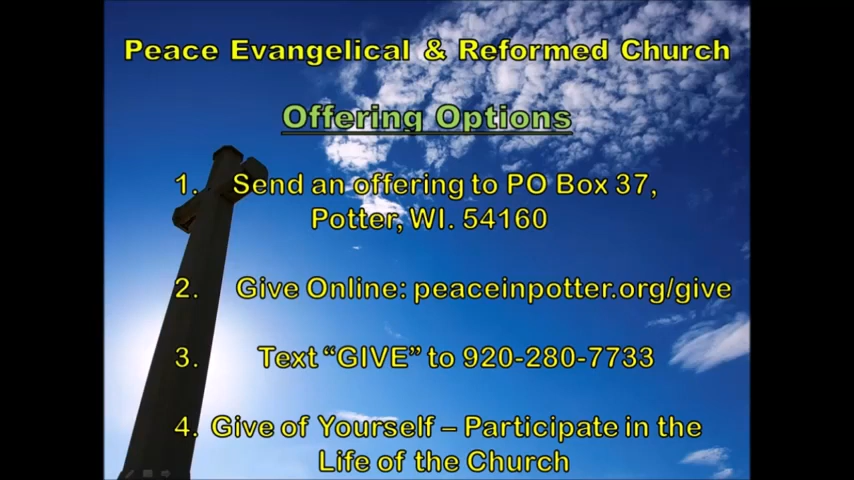 Peace Evangelical & Reformed Church
Offering Options
1. Send an offering to PO Box 37,
Potter, WI. 54160
2. Give Online: peaceinpotter.org/give
3. Text “GIVE” to 920-280-7733
4. Give of Yourself – Participate in the
Life of the Church